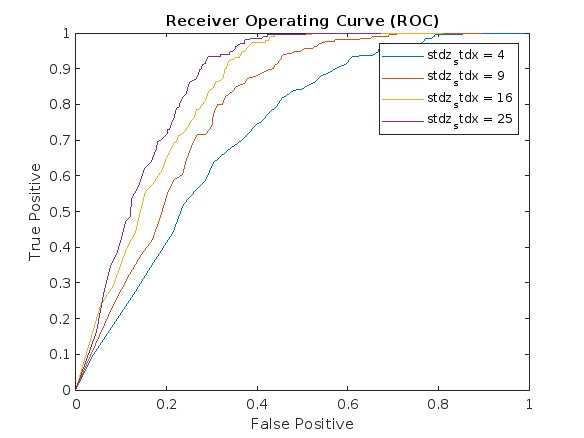 Receiver Operating Curve (ROC)
1
0.9
0.8
0.7
0.6
0.5
0.4
0.3
0.2
0.1
0
True Positive
stdz_stdx = 4
stdz_stdx = 9
stdz_stdx = 16
stdz_stdx = 25
0 0.2 0.4 0.6 0.8 1
False Positive